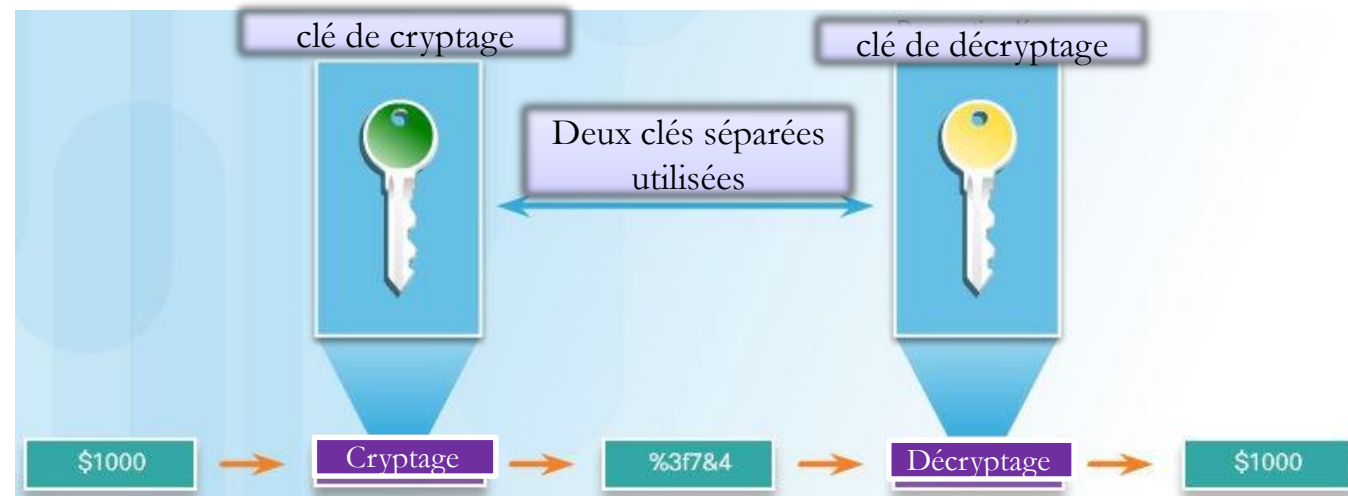 clé de cryptage
clé de décryptage
Deux clés séparées
utilisées
$1000
Cryptage
%3f7&4
Décryptage
$1000